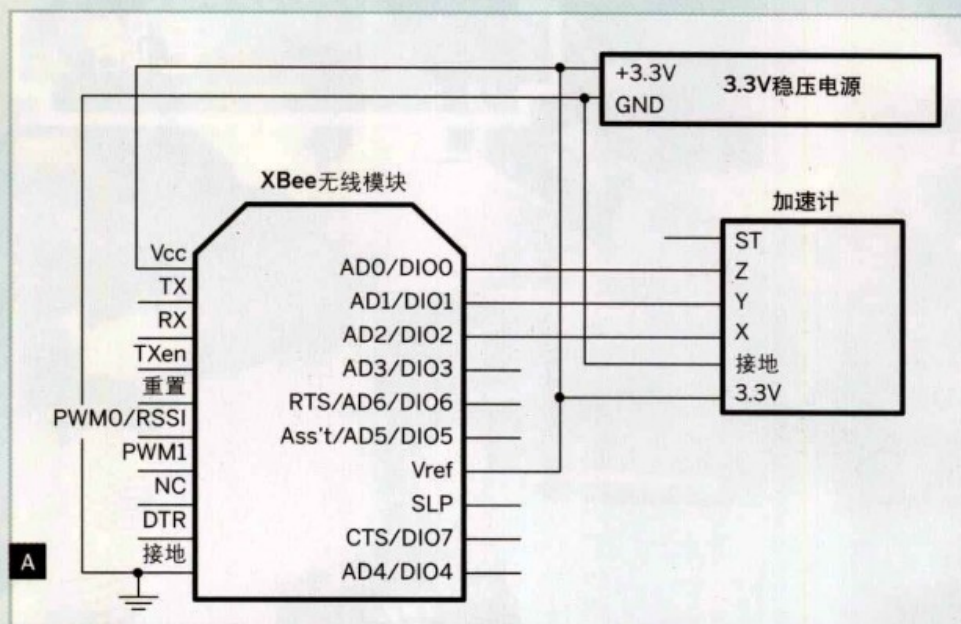 +3.3V
GND
3.3V稳压电源
XBee无线模块
Vcc
TX
RX
TXen
重置
PWM0/RSSI
PWM1
NC
DTR
接地
AD0/DIO0
AD1/DIO1
AD2/DIO2
AD3/DIO3
RTS/AD6/DIO6
Ass't/AD5/DIO5
Vref
SLP
CTS/DIO7
AD4/DIO4
加速计
ST
Z
Y
X
接地
3.3V
A